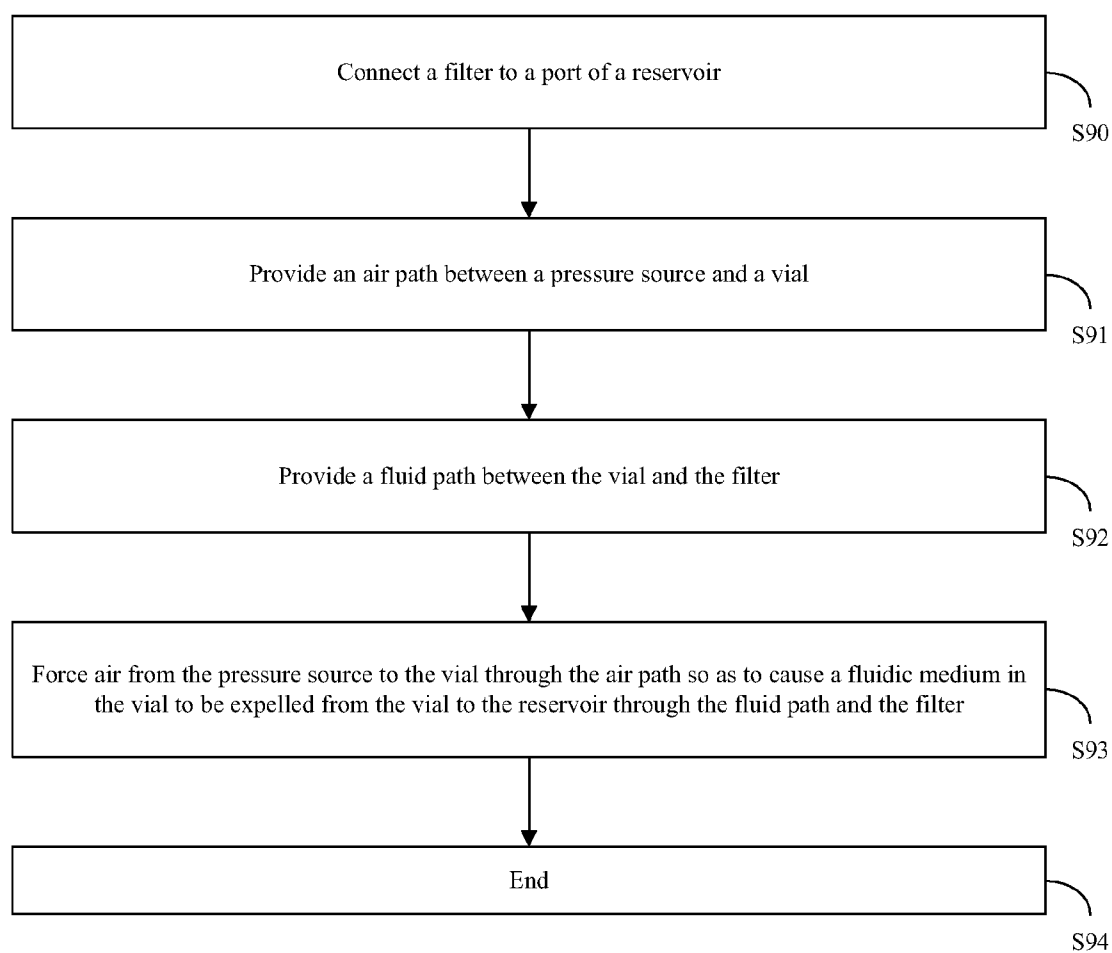 Connect a filter to a port of a reservoir
S90
Provide an air path between a pressure source and a vial
S91
Provide a fluid path between the vial and the filter
S92
Force air from the pressure source to the vial through the air path so as to cause a fluidic medium in
the vial to be expelled from the vial to the reservoir through the fluid path and the filter
S93
End
S94